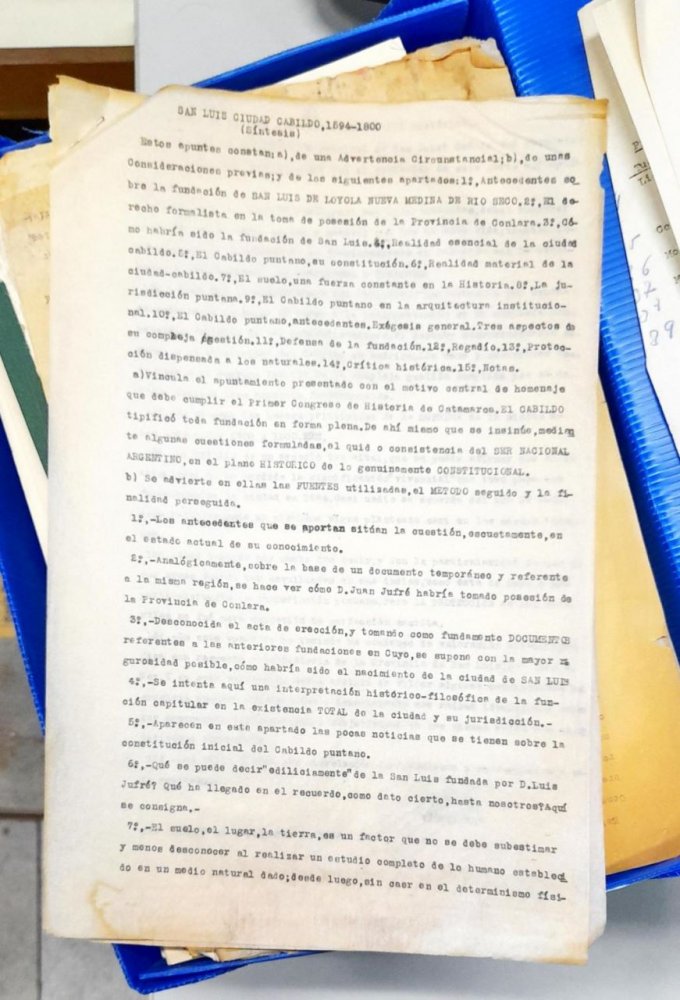 SAN LUIS CIUDAD CABILDO,1594-1800
(Síntesis)
Estos apuntes constan:a),de una Advertencia Circunstancial;b),de unas
Consideraciones previas;y de los siguientes apartados:1º,Antecedentes so_
bre la fundación de SAN LUIS DE LOYOLA NUEVA MEDINA DE RIO SECO.2º,El de-
recho formalista en la toma de posesión de la Provincia de Conlara.3º,Có-
mo habría sido la fundación de San Luis.4º,Realidad esencial de la ciudad
cabildo.5º,El Cabildo puntano,su constitución.6º,Realidad material de la
ciudad-cabildo.7º,El suelo,una fuerza constante en la Historia.8º,La ju-
risdicción puntana.9º,El Cabildo puntano en la arquitectura institucio-
nal.10º,El Cabildo puntano,antecedentes.Exégesis general.Tres aspectos de
su compleja gestión.11º,Defensa de la fundación.12º,Regadío.13º,Protec-
ción dispensada a los naturales.14º,Crítica histórica.15º,Notas.
a)Vincula el apuntamiento presentado con el motivo central de homenaje
que debe cumplir el Primer Congreso de Historia de Catamarca.El CABILDO
tipificó toda fundación en forma plena.De ahí mismo que se insinúe,median
te algunas cuestiones formuladas,el quid o consistencia del SER NACIONAL
ARGENTINO,en el plano HISTORICO de lo genuinamente CONSTITUCIONAL.
b) Se advierte en ellas las FUENTES utilizadas,el METODO seguido y la fi-
nalidad perseguida.
1º,-Los antecedentes que se aportan sitúan la cuestión,escuetamente,en
el estado actual de su conocimiento.
2º,-Analógicamente,sobre la base de un documento temporáneo y referente
a la misma región,se hace ver cómo D.Juan Jufré habría tomado posesión de
la Provincia de Conlara.
3º,-Desconocida el acta de erección,y tomando como fundamento DOCUMENTOS
referentes a las anteriores fundaciones en Cuyo,se supone con la mayor ri
gurosidad posible,cómo habría sido el nacimiento de la ciudad de SAN LUIS
4º,-Se intenta aquí una interpretación histórico-filosófica de la fun-
ción capitular en la existencia TOTAL de la ciudad y su jurisdicción.-
5º,-Aparecen en este apartado las pocas noticias que se tienen sobre la
constitución inicial del Cabildo puntano.
6º,-Qué se puede decir"ediliciamente"de la San Luis fundada por D.Luis
Jufré? Qué ha llegado en el recuerdo,como dato cierto,hasta nosotros?Aquí
se consigna.-
7º,-El suelo,el lugar,la tierra,es un factor que no se debe subestimar
y menos desconocer al realizar un estudio completo de lo humano estableci
do en un medio natural dado;desde luego,sin caer en el determinismo físi-